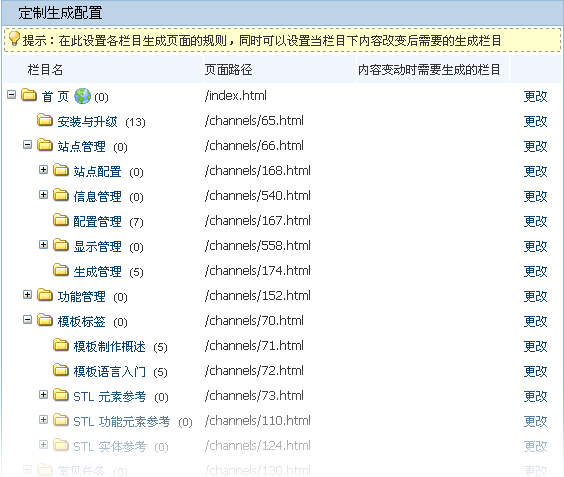 定制生成配置
提示：在此设置各栏目生成页面的规则，同时可以设置当栏目下内容改变后需要的生成栏目
栏目名 页面路径 内容变动时需要生成的栏目
首 页 (0) /index.html 更改
安装与升级 (13) /channels/65.html 更改
站点管理 (0) /channels/66.html 更改
站点配置 (0) /channels/168.html 更改
信息管理 (0) /channels/540.html 更改
配置管理 (7) /channels/167.html 更改
显示管理 (0) /channels/558.html 更改
生成管理 (5) /channels/174.html 更改
功能管理 (0) /channels/152.html 更改
模板标签 (0) /channels/70.html 更改
模板制作概述 (5) /channels/71.html 更改
模板语言入门 (5) /channels/72.html 更改
STL 元素参考 (0) /channels/73.html 更改
STL 功能元素参考 (0) /channels/110.html 更改
STL 实体参考 (0) /channels/124.html 更改
常见任务 (0) /channels/130.html 更改